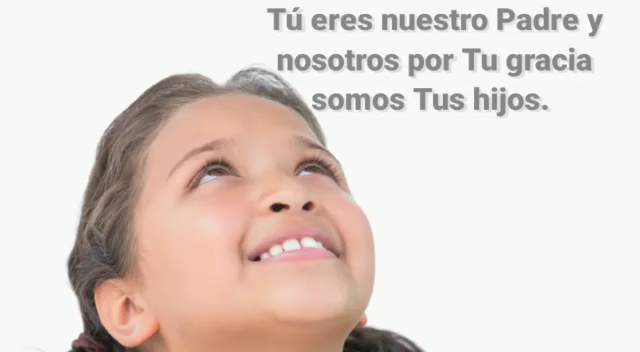 Tú eres nuestro Padre y
nosotros por Tu gracia
somos Tus hijos.